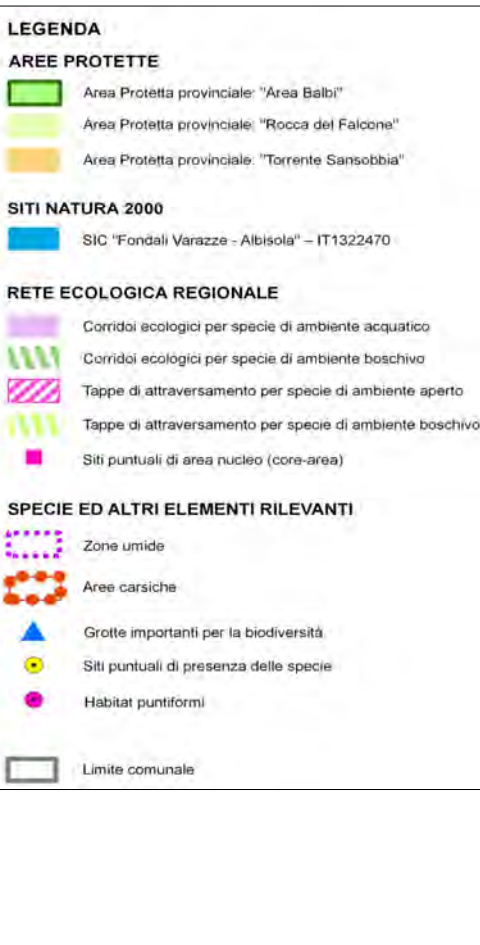 LEGENDA
AREE PROTETTE
Area Protetta provinciale: "Area Balbi"
Area Protetta provinciale: "Rocca del Falcone"
Area Protetta provinciale: "Torrente Sansobbia"
SITI NATURA 2000
SIC "Fondali Varazze - Albisola" – IT1322470
RETE ECOLOGICA REGIONALE
Corridoi ecologici per specie di ambiente acquatico
Corridoi ecologici per specie di ambiente boschivo
Tappe di attraversamento per specie di ambiente aperto
Tappe di attraversamento per specie di ambiente boschivo
Siti puntuali di area nucleo (core-area)
SPECIE ED ALTRI ELEMENTI RILEVANTI
Zone umide
Aree carsiche
Grotte importanti per la biodiversità
Siti puntuali di presenza delle specie
Habitat puntiformi
Limite comunale